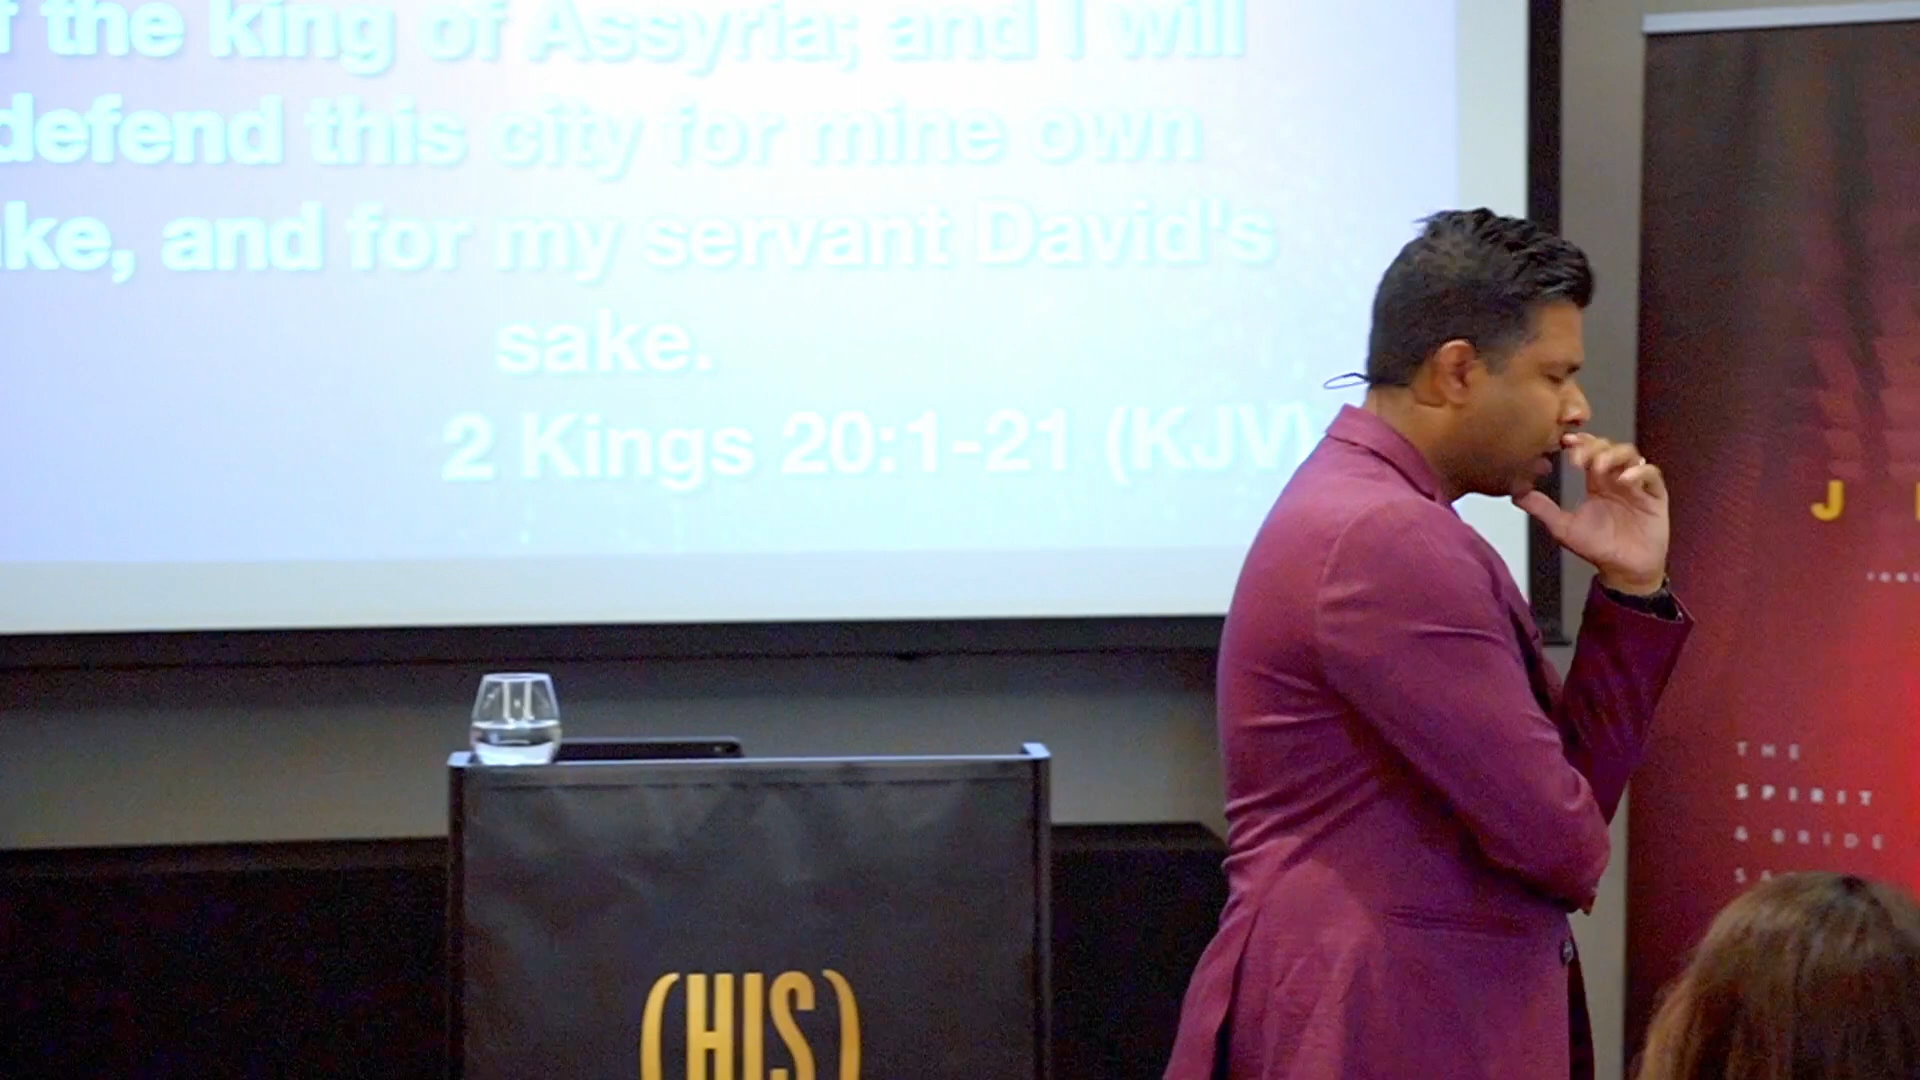 the king of Assyria; and I will
defend this city for mine own
ke, and for my servant David's
sake.
2 Kings 20:1-21 (KJV)
J
THE
SPIRIT
& BRIDE
(HIS)